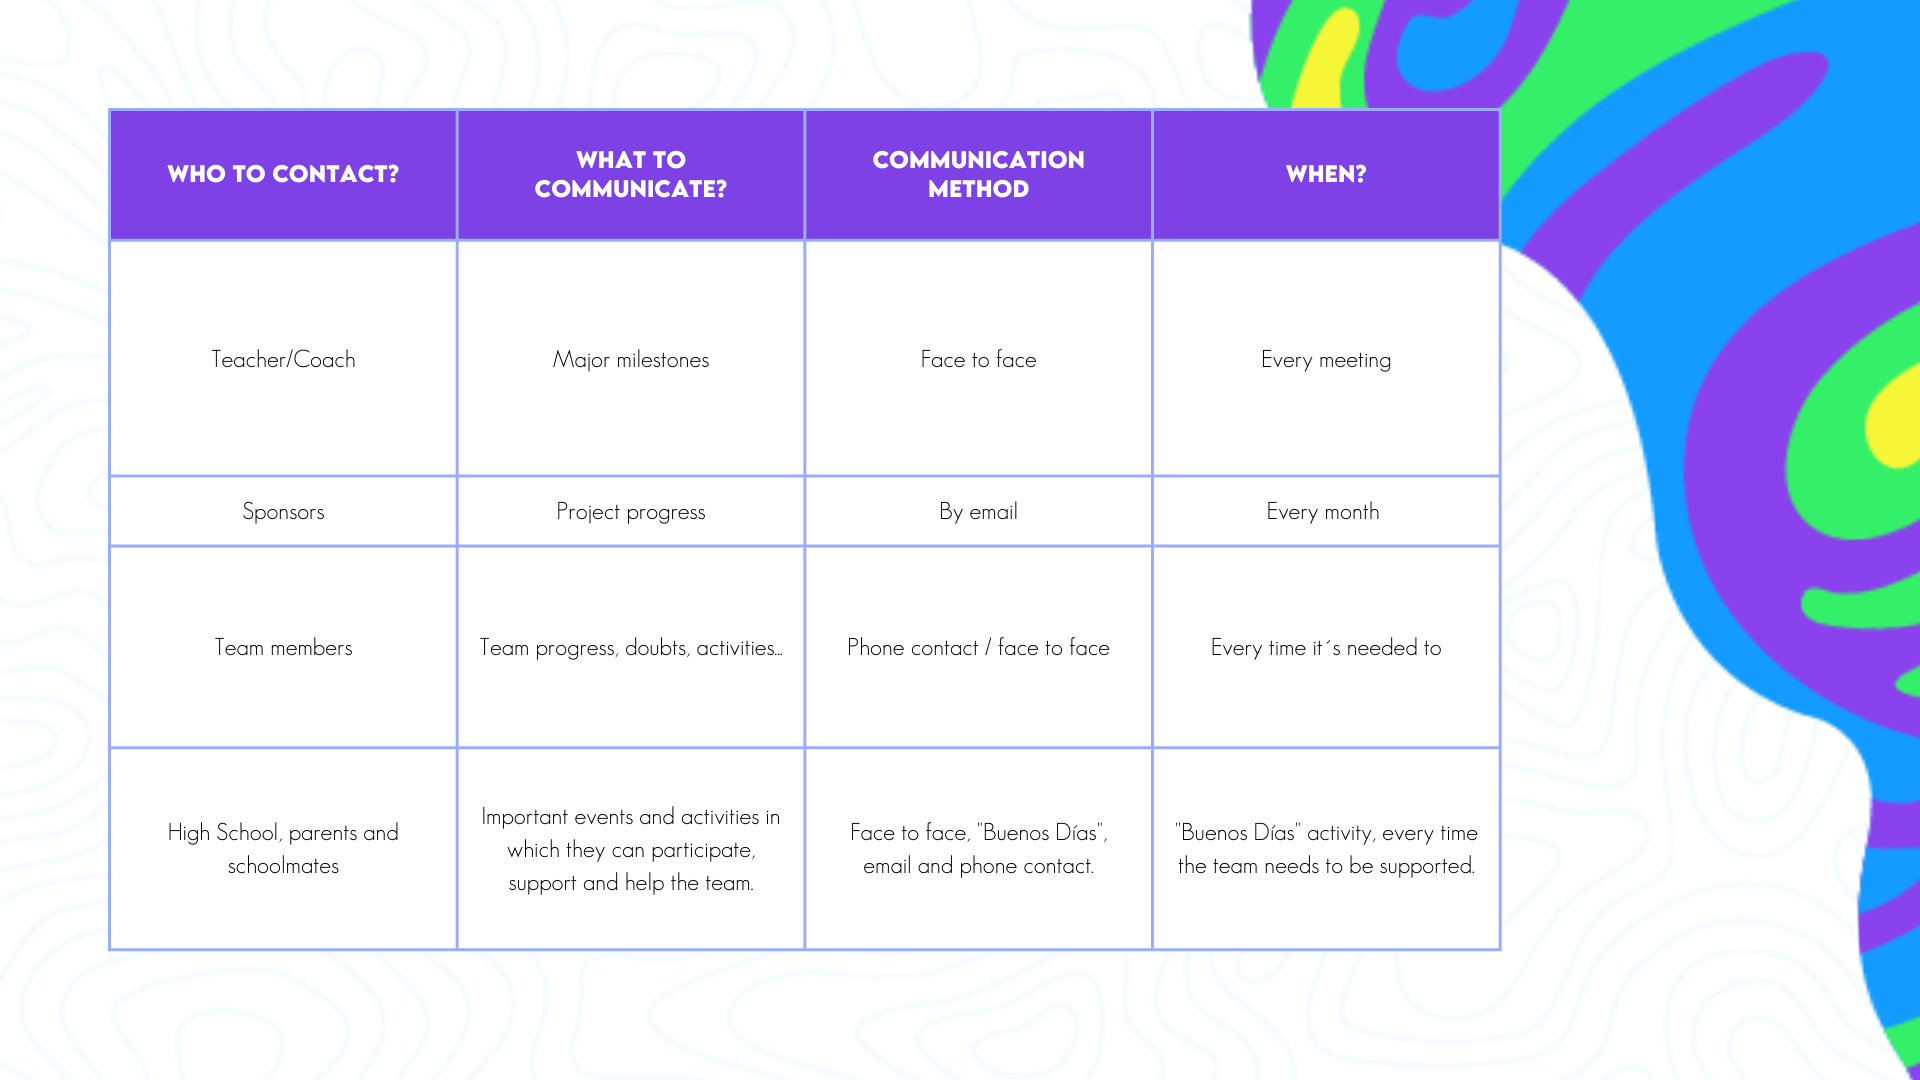 WHO TO CONTACT?
WHAT TO
COMMUNICATE?
COMMUNICATION
METHOD
WHEN?
Teacher/Coach
Major milestones
Face to face
Every meeting
Sponsors
Project progress
By email
Every month
Team members
Team progress, doubts, activities...
Phone contact / face to face
Every time it´s needed to
High School, parents and
schoolmates
Important events and activities in
which they can participate,
support and help the team.
Face to face, "Buenos Días",
email and phone contact.
"Buenos Días" activity, every time
the team needs to be supported.